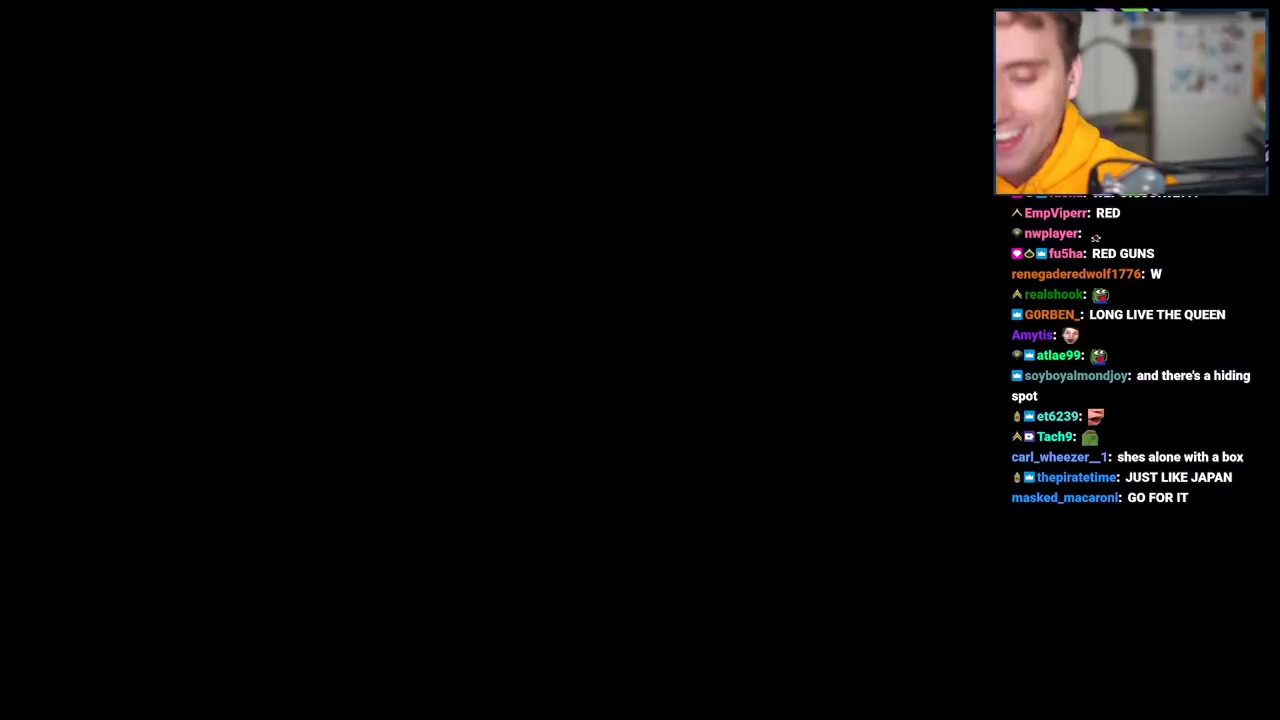 EmpViperr: RED
nwplayer:
fu5ha: RED GUNS
renegaderedwolf1776: W
realshook:
G0RBEN_: LONG LIVE THE QUEEN
Amytis:
atlae99:
soyboyalmondjoy: and there's a hiding
spot
et6239:
Tach9:
carl_wheezer__1: shes alone with a box
thepiratetime: JUST LIKE JAPAN
masked_macaroni: GO FOR IT